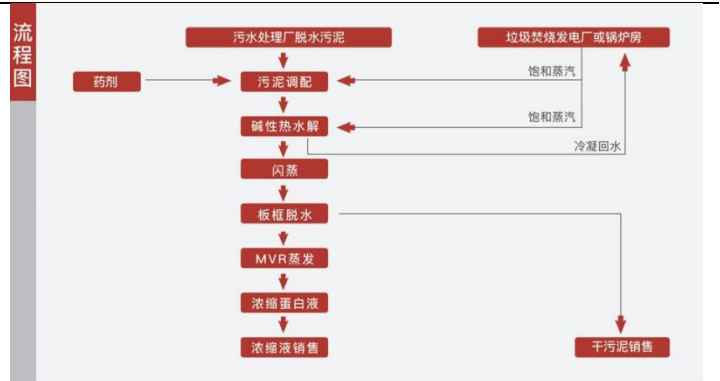 流程图
污水处理厂脱水污泥
垃圾焚烧发电厂或锅炉房
饱和蒸汽
药剂
污泥调配
饱和蒸汽
碱性热水解
冷凝回水
闪蒸
板框脱水
MVR蒸发
浓缩蛋白液
浓缩液销售
干污泥销售